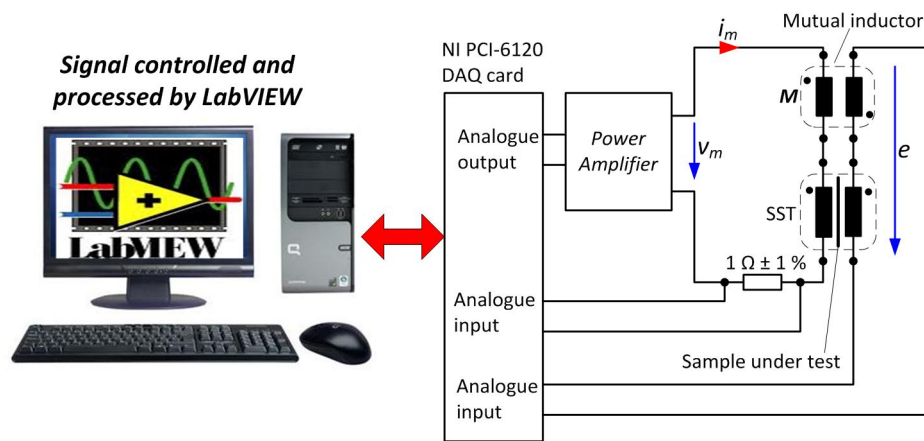 Signal controlled and
processed by LabVIEW
LabVIEW
NI PCI-6120
DAQ card
Analogue
output
Analogue
input
Analogue
input
Power
Amplifier
i_m
v_m
Mutual inductor
M
e
SST
1 Ω ± 1 %
Sample under test